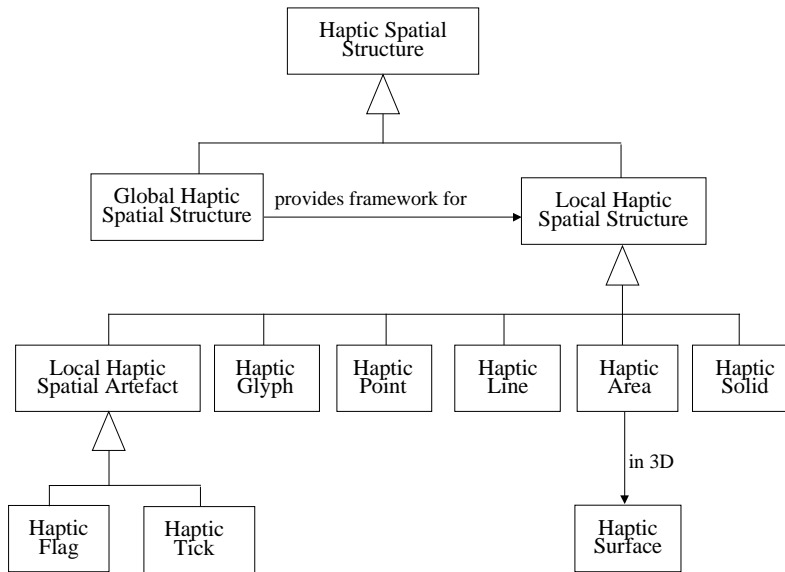 Haptic Spatial
Structure
Global Haptic
Spatial Structure
provides framework for
Local Haptic
Spatial Structure
Local Haptic
Spatial Artefact
Haptic
Glyph
Haptic
Point
Haptic
Line
Haptic
Area
Haptic
Solid
in 3D
Haptic
Flag
Haptic
Tick
Haptic
Surface